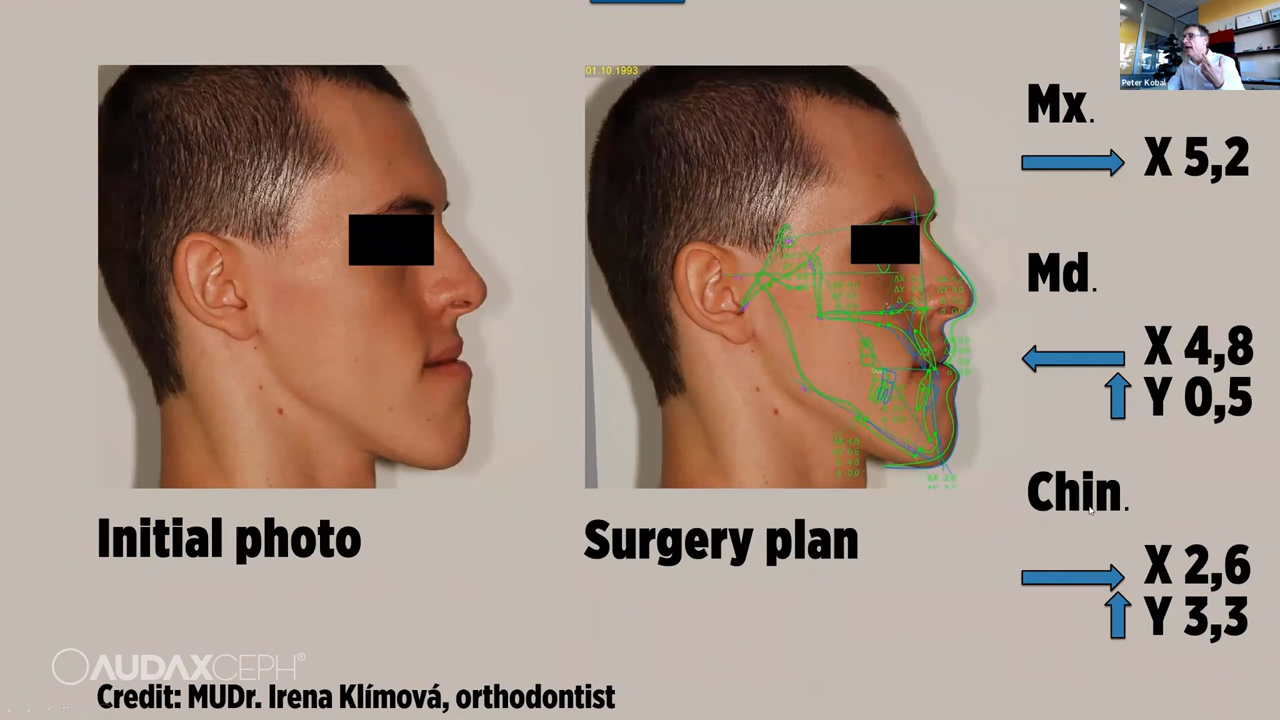 Peter Kobal
01.10.1993
Mx.
X 5,2
Md.
X 4,8
Y 0,5
Chin.
X 2,6
Y 3,3
Initial photo
Surgery plan
AUDAXCEPH®
Credit: MUDr. Irena Klímová, orthodontist